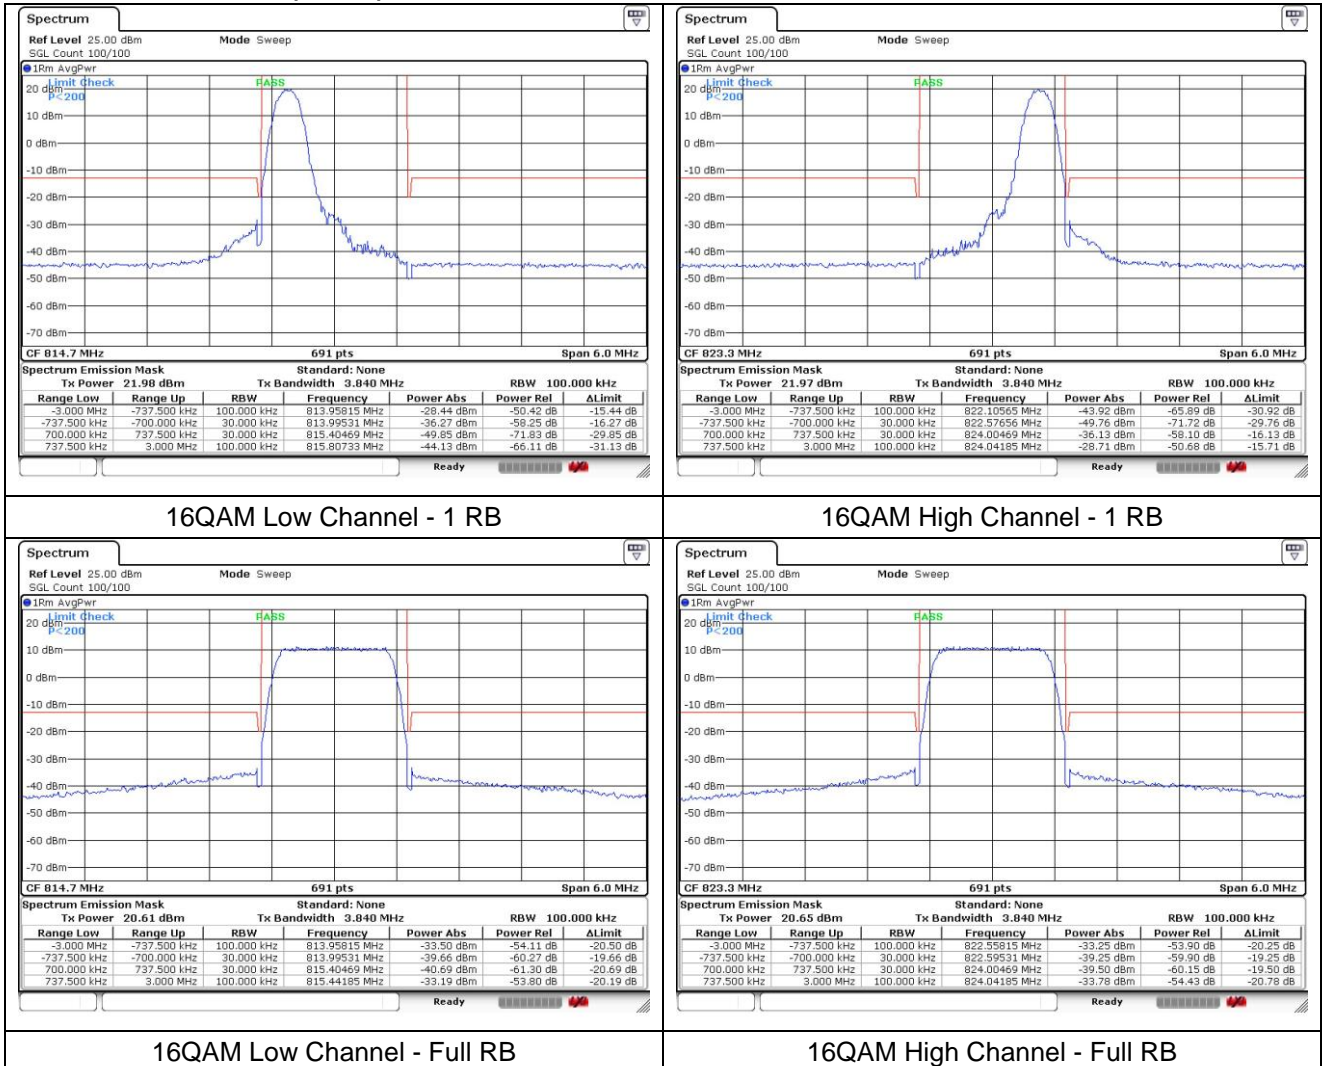 Spectrum
Ref Level 25.00 dBm Mode Sweep
SGL Count 100/100
1Rm AvgPwr
Limit Check PASS
20 dBm
P<200
10 dBm
0 dBm
-10 dBm
-20 dBm
-30 dBm
-40 dBm
-50 dBm
-60 dBm
-70 dBm
CF 814.7 MHz 691 pts Span 6.0 MHz
Spectrum Emission Mask Standard: None
Tx Power 21.98 dBm Tx Bandwidth 3.840 MHz RBW 100.000 kHz
Range Low Range Up RBW Frequency Power Abs Power Rel ΔLimit
-3.000 MHz -737.500 kHz 100.000 kHz 813.95815 MHz -28.44 dBm -50.42 dB -15.44 dB
-737.500 kHz -700.000 kHz 30.000 kHz 813.99531 MHz -36.27 dBm -58.25 dB -16.27 dB
700.000 kHz 737.500 kHz 30.000 kHz 815.40469 MHz -49.85 dBm -71.83 dB -29.85 dB
737.500 kHz 3.000 MHz 100.000 kHz 815.80733 MHz -44.13 dBm -66.11 dB -31.13 dB
Ready
16QAM Low Channel - 1 RB
Spectrum
Ref Level 25.00 dBm Mode Sweep
SGL Count 100/100
1Rm AvgPwr
Limit Check PASS
20 dBm
P<200
10 dBm
0 dBm
-10 dBm
-20 dBm
-30 dBm
-40 dBm
-50 dBm
-60 dBm
-70 dBm
CF 823.3 MHz 691 pts Span 6.0 MHz
Spectrum Emission Mask Standard: None
Tx Power 21.97 dBm Tx Bandwidth 3.840 MHz RBW 100.000 kHz
Range Low Range Up RBW Frequency Power Abs Power Rel ΔLimit
-3.000 MHz -737.500 kHz 100.000 kHz 822.10565 MHz -43.92 dBm -65.89 dB -30.92 dB
-737.500 kHz -700.000 kHz 30.000 kHz 822.57656 MHz -49.76 dBm -71.72 dB -29.76 dB
700.000 kHz 737.500 kHz 30.000 kHz 824.00469 MHz -36.13 dBm -58.10 dB -16.13 dB
737.500 kHz 3.000 MHz 100.000 kHz 824.04185 MHz -28.71 dBm -50.68 dB -15.71 dB
Ready
16QAM High Channel - 1 RB
Spectrum
Ref Level 25.00 dBm Mode Sweep
SGL Count 100/100
1Rm AvgPwr
Limit Check PASS
20 dBm
P<200
10 dBm
0 dBm
-10 dBm
-20 dBm
-30 dBm
-40 dBm
-50 dBm
-60 dBm
-70 dBm
CF 814.7 MHz 691 pts Span 6.0 MHz
Spectrum Emission Mask Standard: None
Tx Power 20.61 dBm Tx Bandwidth 3.840 MHz RBW 100.000 kHz
Range Low Range Up RBW Frequency Power Abs Power Rel ΔLimit
-3.000 MHz -737.500 kHz 100.000 kHz 813.95815 MHz -33.50 dBm -54.11 dB -20.50 dB
-737.500 kHz -700.000 kHz 30.000 kHz 813.99531 MHz -39.66 dBm -60.27 dB -19.66 dB
700.000 kHz 737.500 kHz 30.000 kHz 815.40469 MHz -40.69 dBm -61.30 dB -20.69 dB
737.500 kHz 3.000 MHz 100.000 kHz 815.44185 MHz -33.19 dBm -53.80 dB -20.19 dB
Ready
16QAM Low Channel - Full RB
Spectrum
Ref Level 25.00 dBm Mode Sweep
SGL Count 100/100
1Rm AvgPwr
Limit Check PASS
20 dBm
P<200
10 dBm
0 dBm
-10 dBm
-20 dBm
-30 dBm
-40 dBm
-50 dBm
-60 dBm
-70 dBm
CF 823.3 MHz 691 pts Span 6.0 MHz
Spectrum Emission Mask Standard: None
Tx Power 20.65 dBm Tx Bandwidth 3.840 MHz RBW 100.000 kHz
Range Low Range Up RBW Frequency Power Abs Power Rel ΔLimit
-3.000 MHz -737.500 kHz 100.000 kHz 822.55815 MHz -33.25 dBm -53.90 dB -20.25 dB
-737.500 kHz -700.000 kHz 30.000 kHz 822.59531 MHz -39.25 dBm -59.90 dB -19.25 dB
700.000 kHz 737.500 kHz 30.000 kHz 824.00469 MHz -39.50 dBm -60.15 dB -19.50 dB
737.500 kHz 3.000 MHz 100.000 kHz 824.04185 MHz -33.78 dBm -54.43 dB -20.78 dB
Ready
16QAM High Channel - Full RB